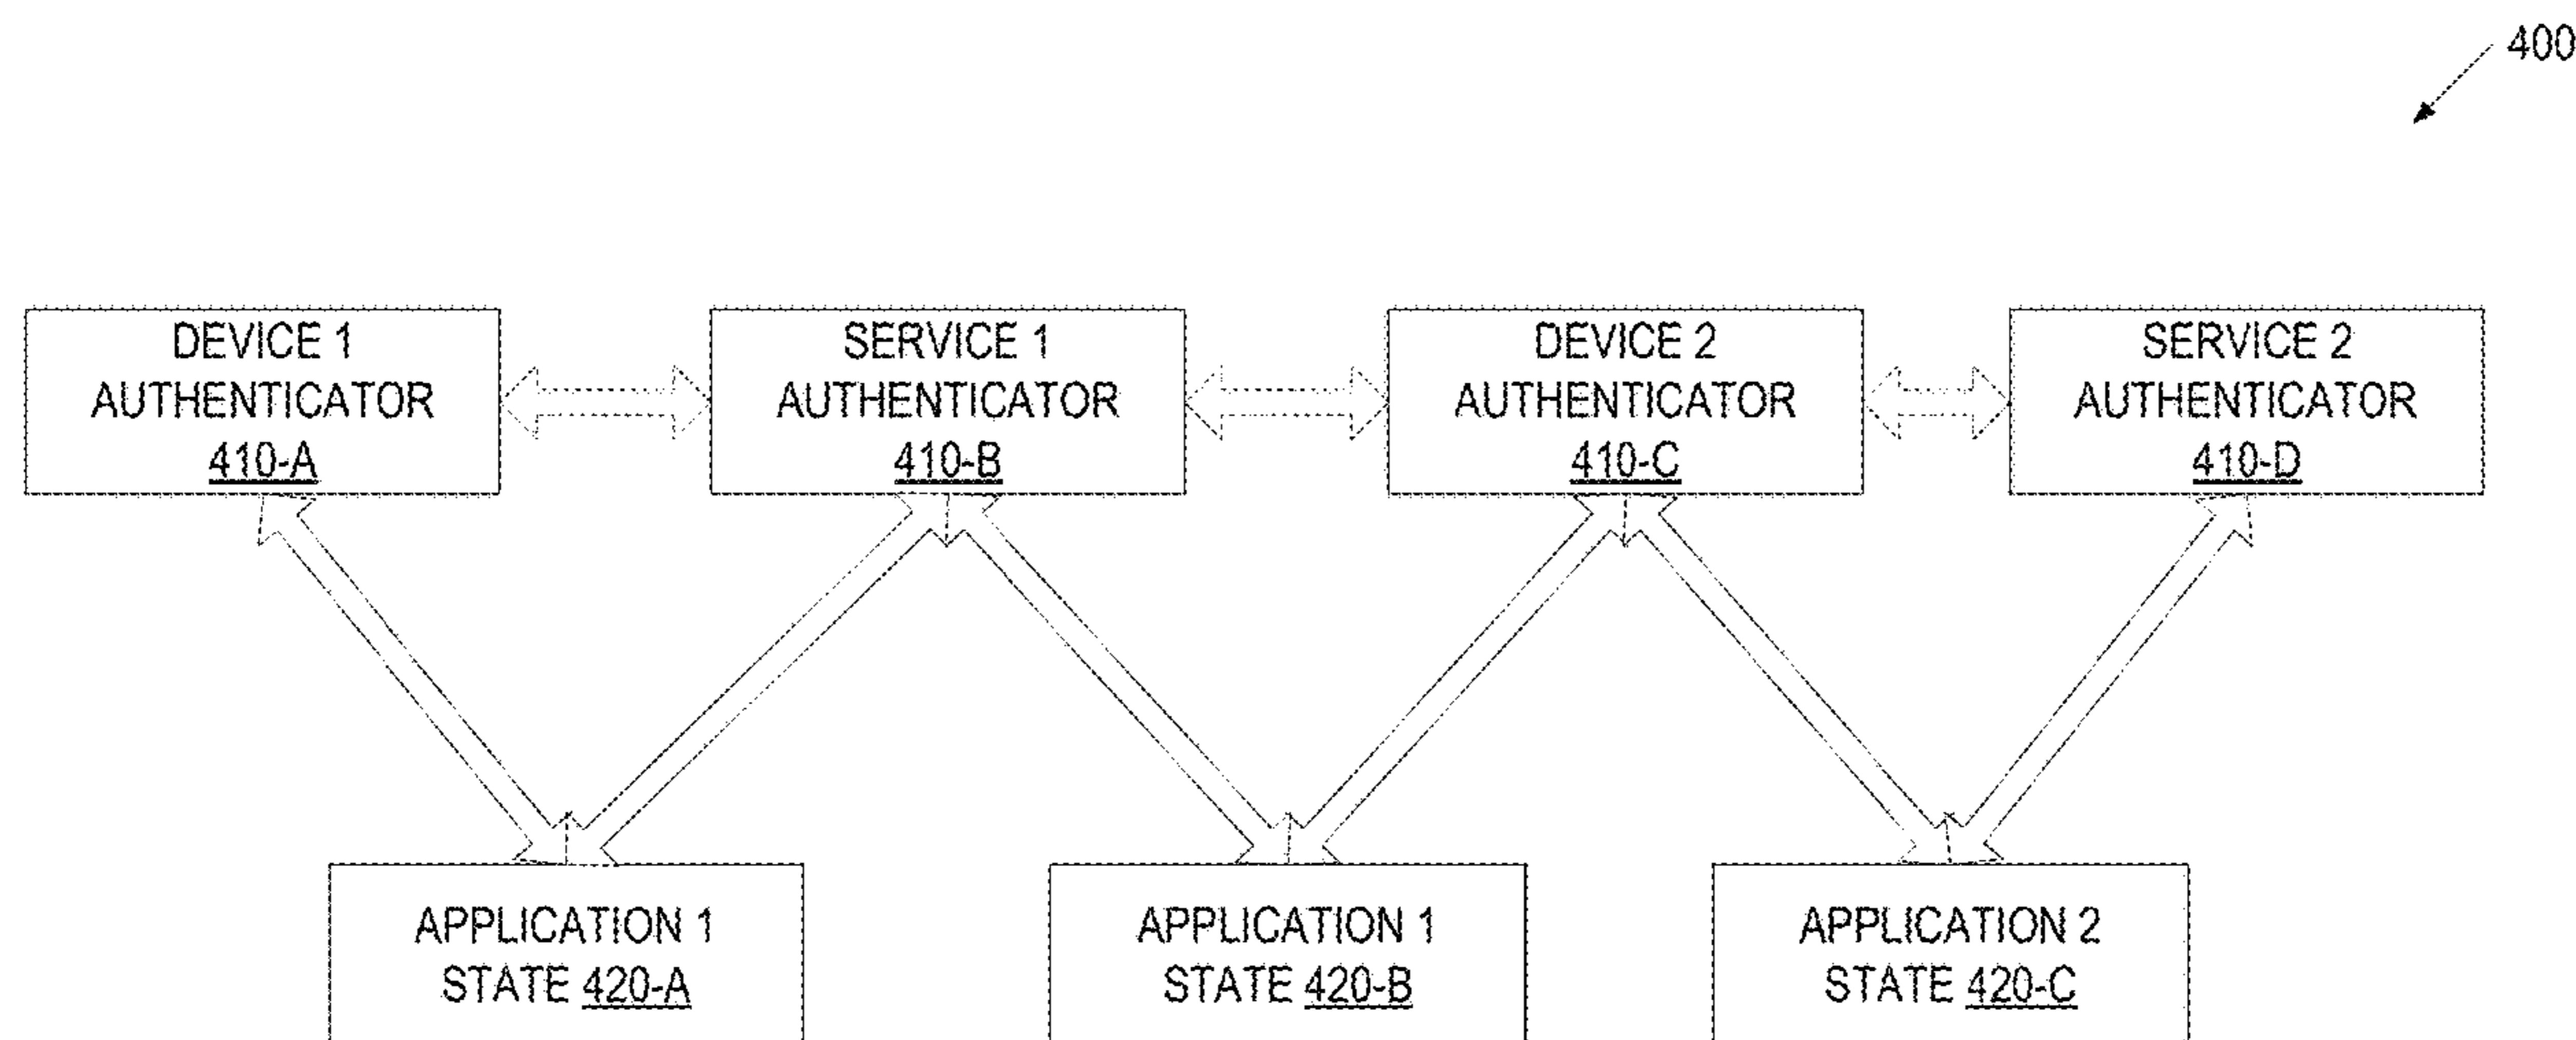 400
DEVICE 1
AUTHENTICATOR
410-A
SERVICE 1
AUTHENTICATOR
410-B
DEVICE 2
AUTHENTICATOR
410-C
SERVICE 2
AUTHENTICATOR
410-D
APPLICATION 1
STATE 420-A
APPLICATION 1
STATE 420-B
APPLICATION 2
STATE 420-C